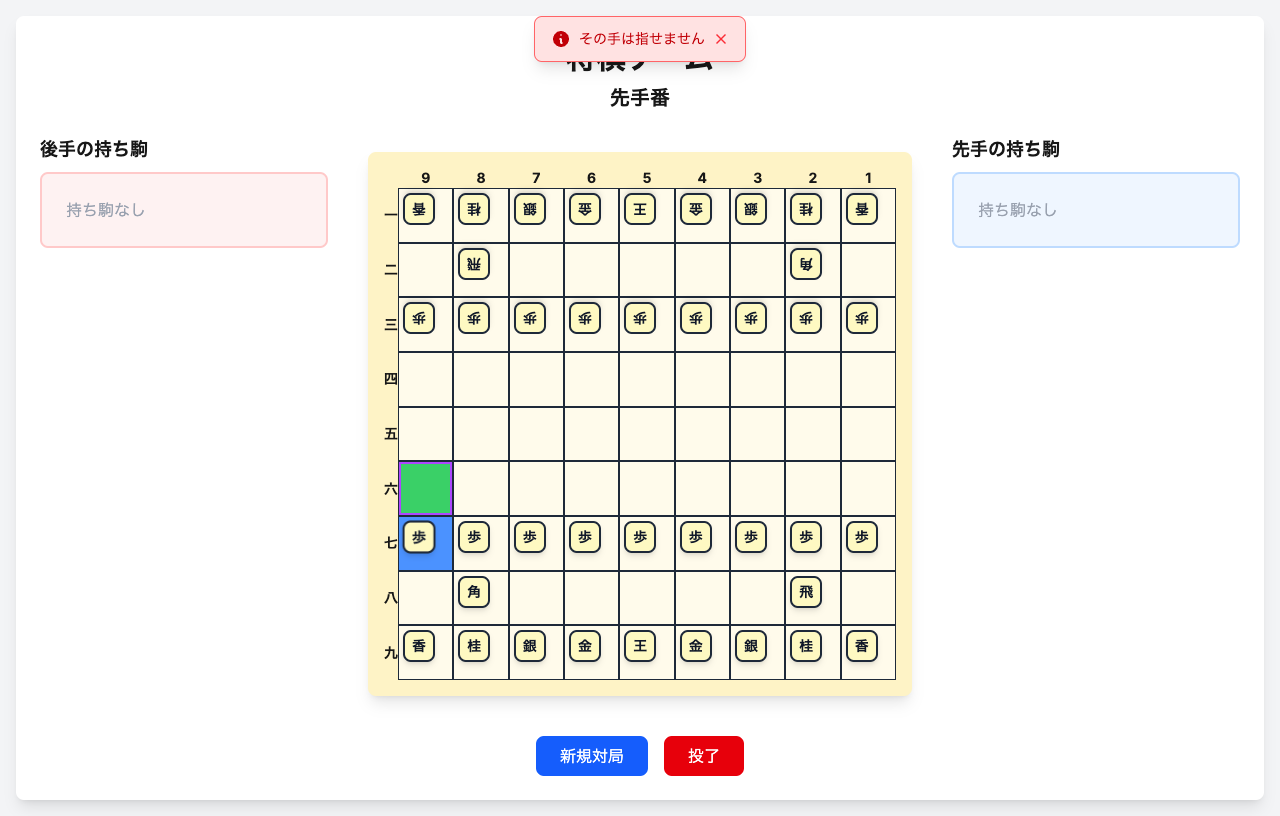 その手は指せません
将棋ゲーム
先手番
後手の持ち駒
持ち駒なし
先手の持ち駒
持ち駒なし
9 8 7 6 5 4 3 2 1
一 香 桂 銀 金 王 金 銀 桂 香
二 飛 角
三 歩 歩 歩 歩 歩 歩 歩 歩 歩
四
五
六
七 歩 歩 歩 歩 歩 歩 歩 歩 歩
八 角 飛
九 香 桂 銀 金 王 金 銀 桂 香
新規対局
投了